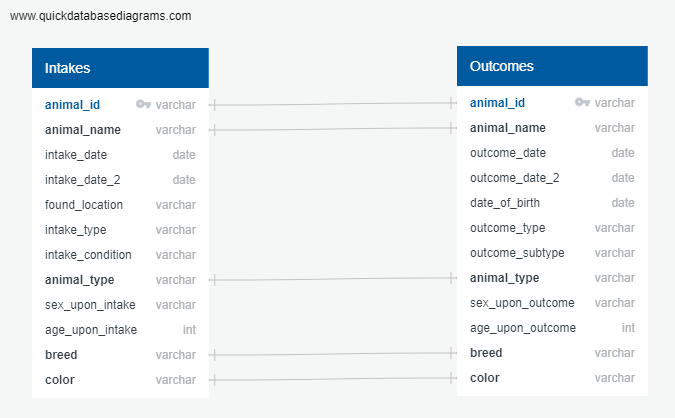 www.quickdatabasediagrams.com
Intakes
animal_id varchar
animal_name varchar
intake_date date
intake_date_2 date
found_location varchar
intake_type varchar
intake_condition varchar
animal_type varchar
sex_upon_intake varchar
age_upon_intake int
breed varchar
color varchar
Outcomes
animal_id varchar
animal_name varchar
outcome_date date
outcome_date_2 date
date_of_birth date
outcome_type varchar
outcome_subtype varchar
animal_type varchar
sex_upon_outcome varchar
age_upon_outcome int
breed varchar
color varchar